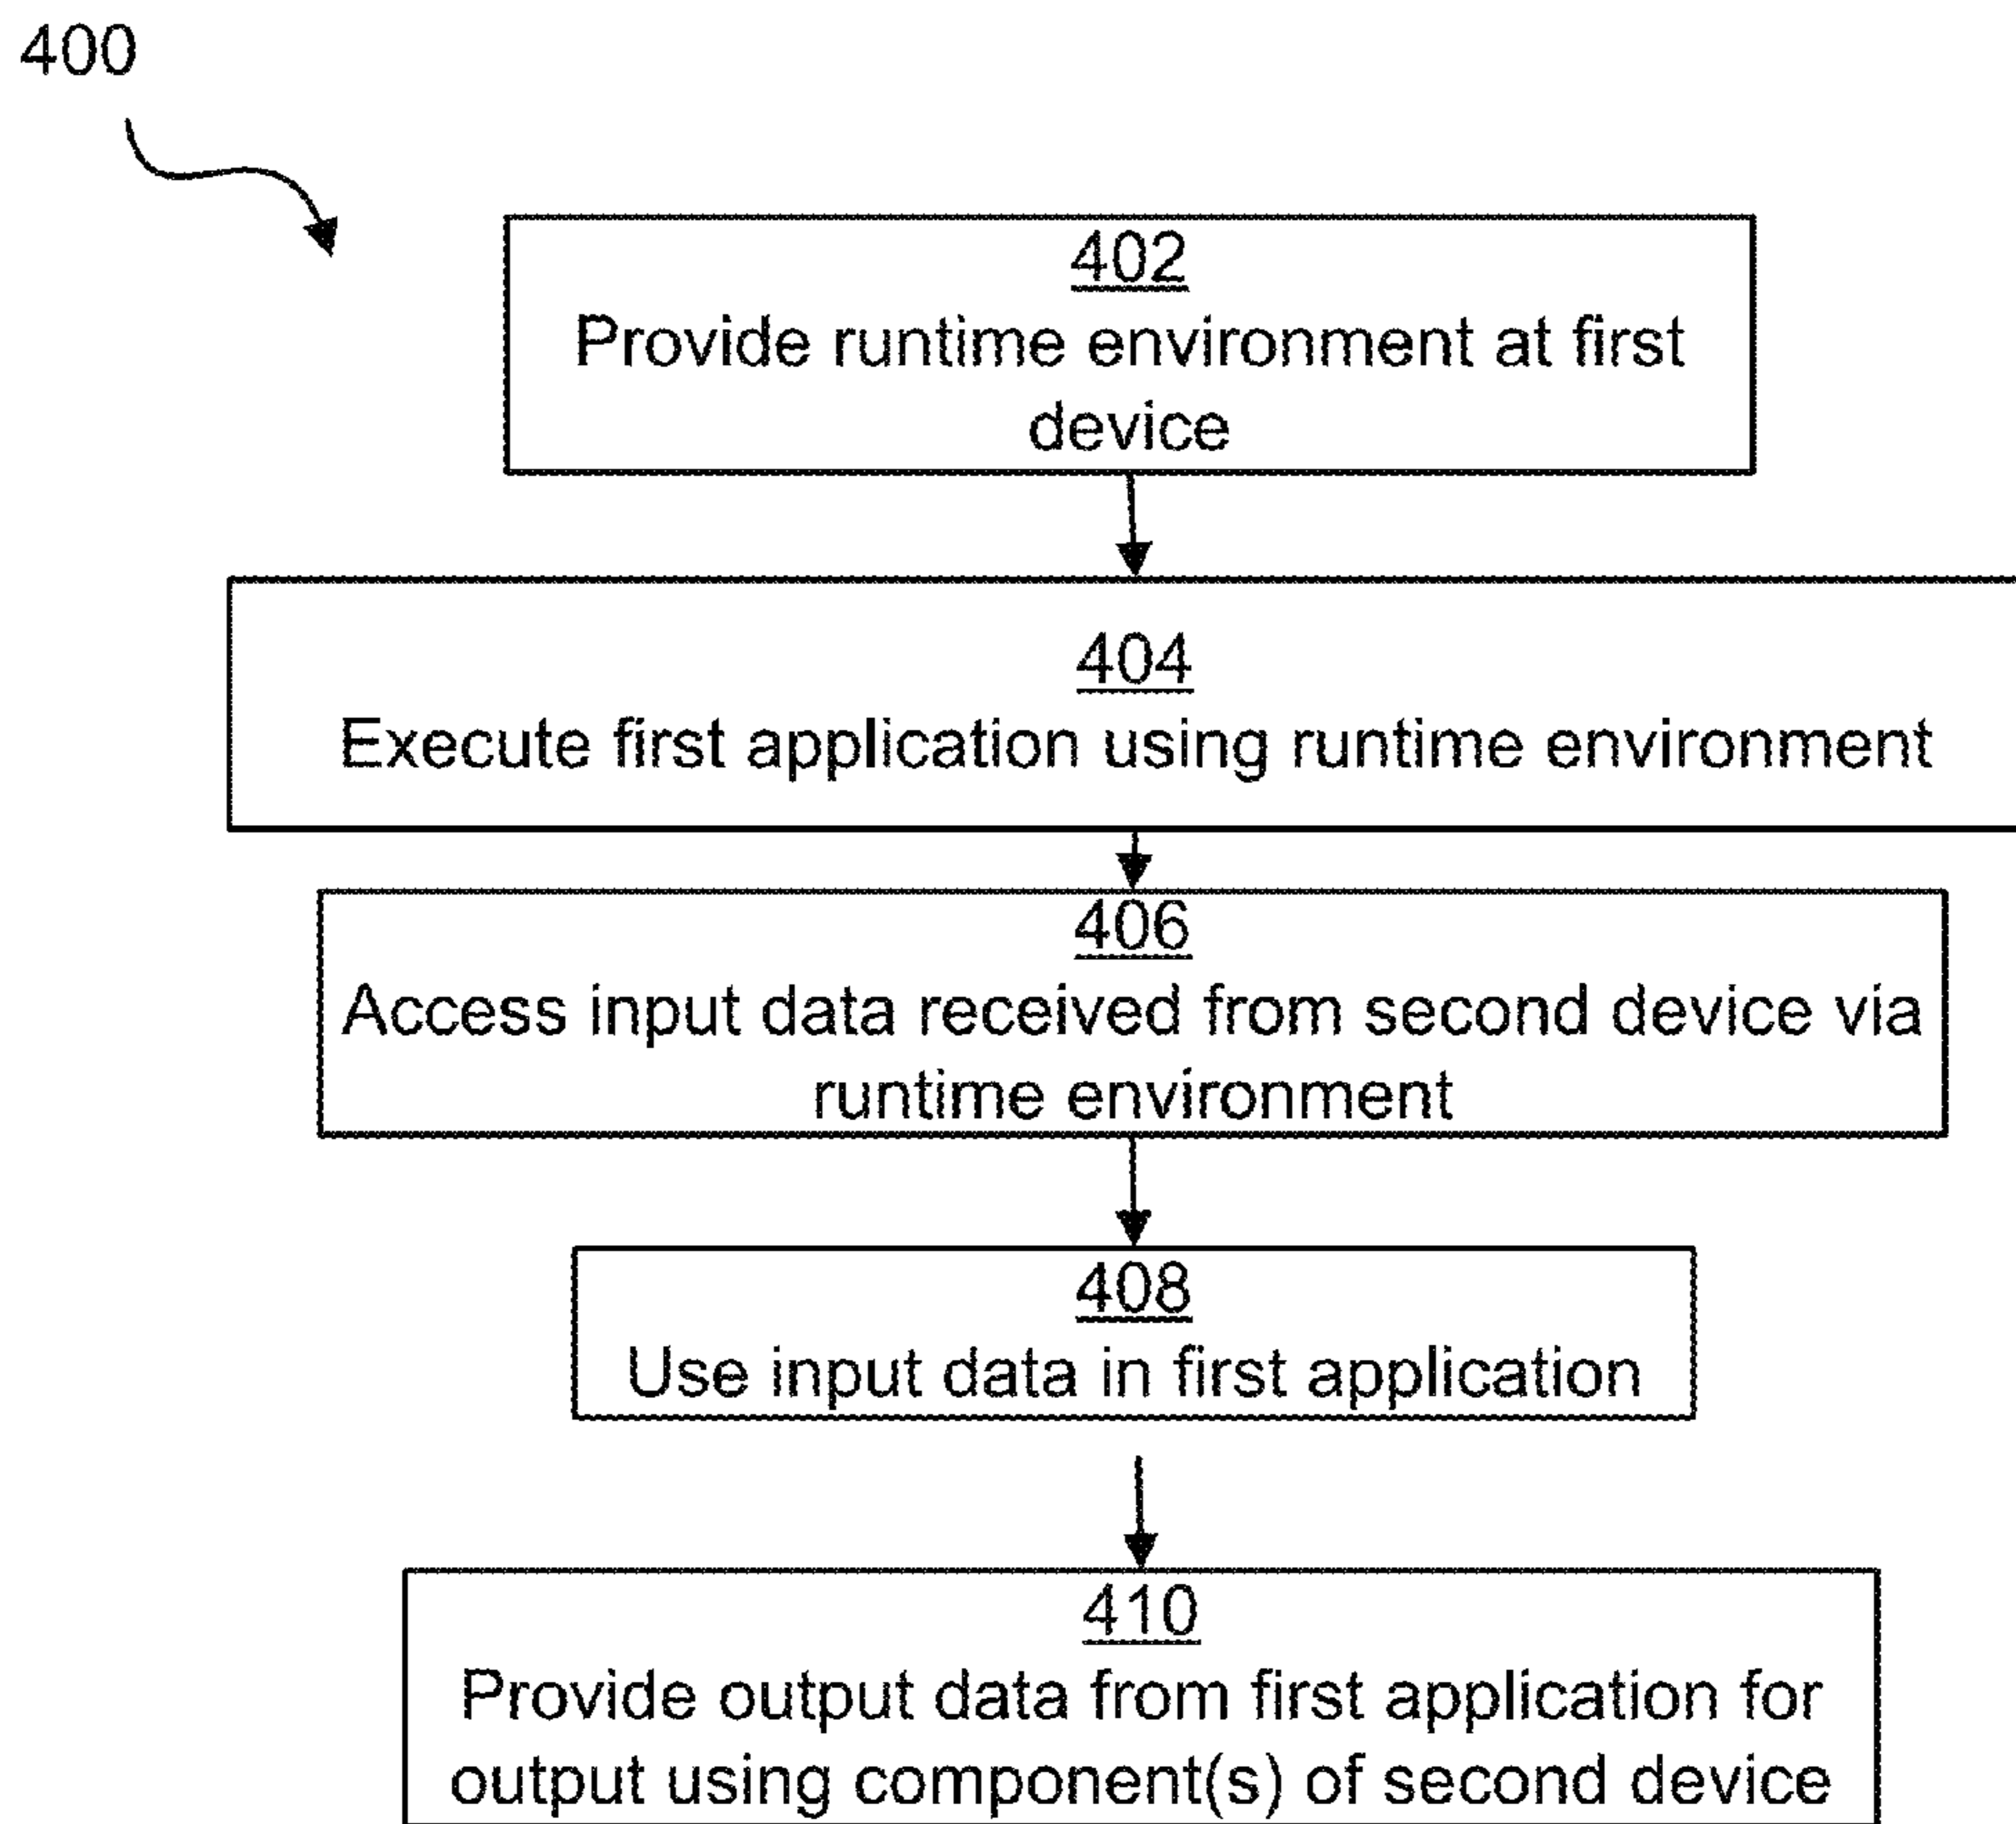 400
402
Provide runtime environment at first
device
404
Execute first application using runtime environment
406
Access input data received from second device via
runtime environment
408
Use input data in first application
410
Provide output data from first application for
output using component(s) of second device